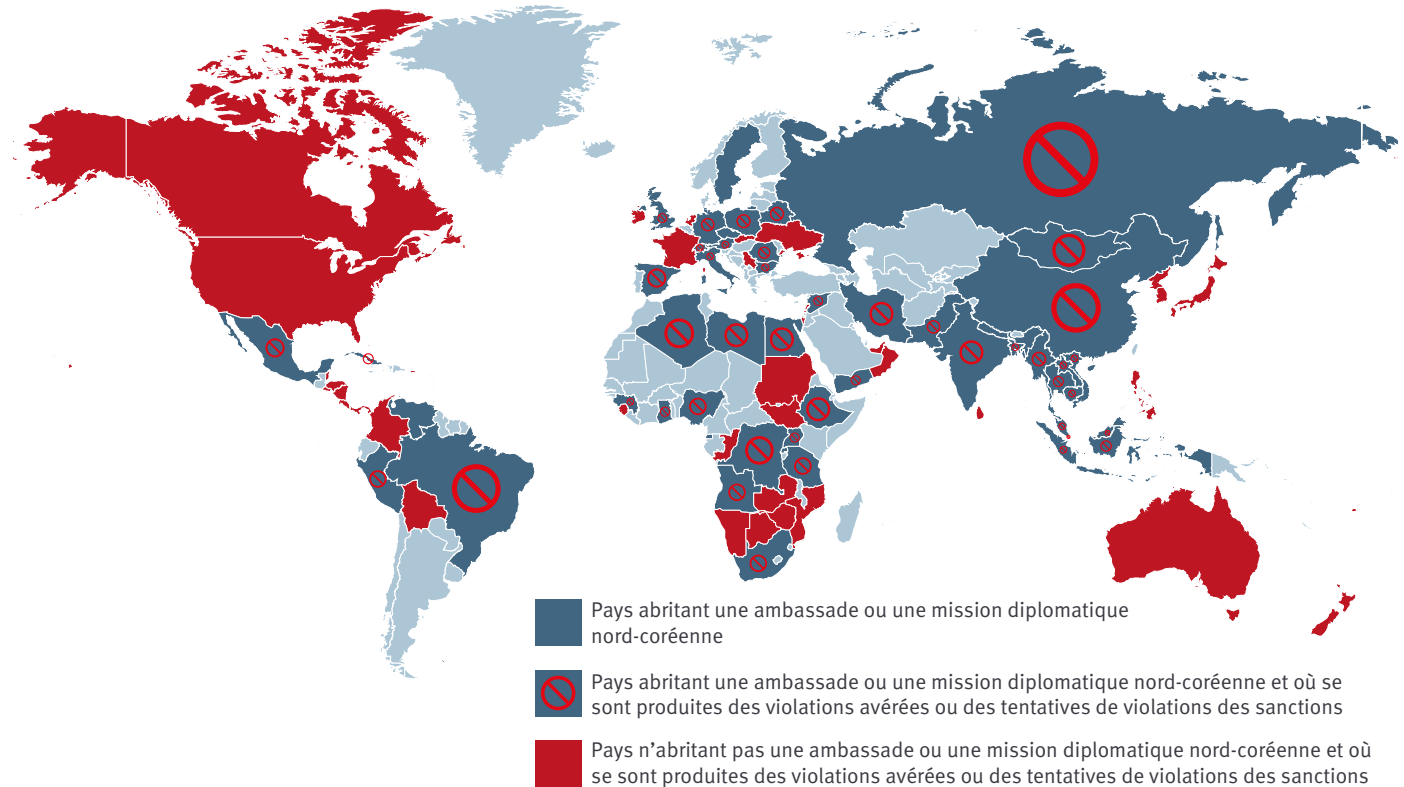 Pays abritant une ambassade ou une mission diplomatique
nord-coréenne
Pays abritant une ambassade ou une mission diplomatique nord-coréenne et où se
sont produites des violations avérées ou des tentatives de violations des sanctions
Pays n’abritant pas une ambassade ou une mission diplomatique nord-coréenne et où
se sont produites des violations avérées ou des tentatives de violations des sanctions